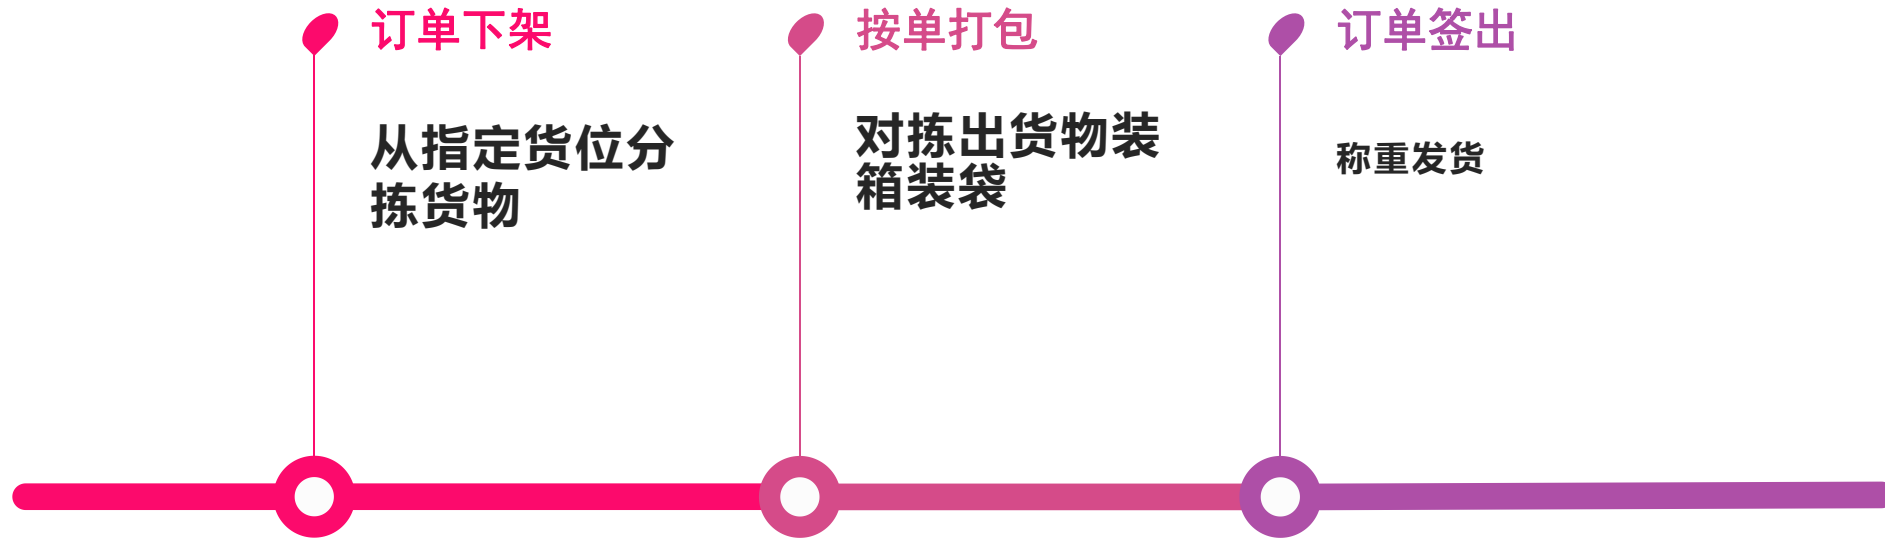 订单下架
从指定货位分
拣货物
按单打包
对拣出货物装
箱装袋
订单签出
称重发货